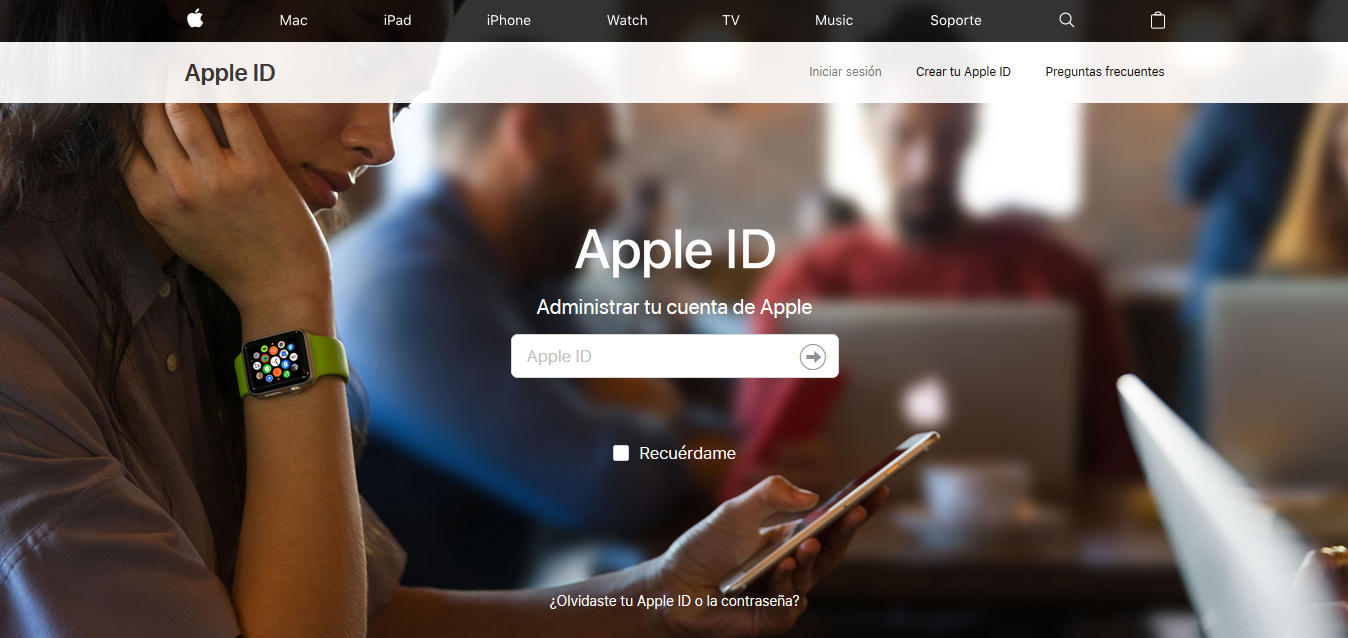 Mac iPad iPhone Watch TV Music Soporte
Apple ID Iniciar sesión Crear tu Apple ID Preguntas frecuentes
Apple ID
Administrar tu cuenta de Apple
Apple ID
Recuérdame
¿Olvidaste tu Apple ID o la contraseña?